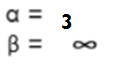 α = 3
β = ∞